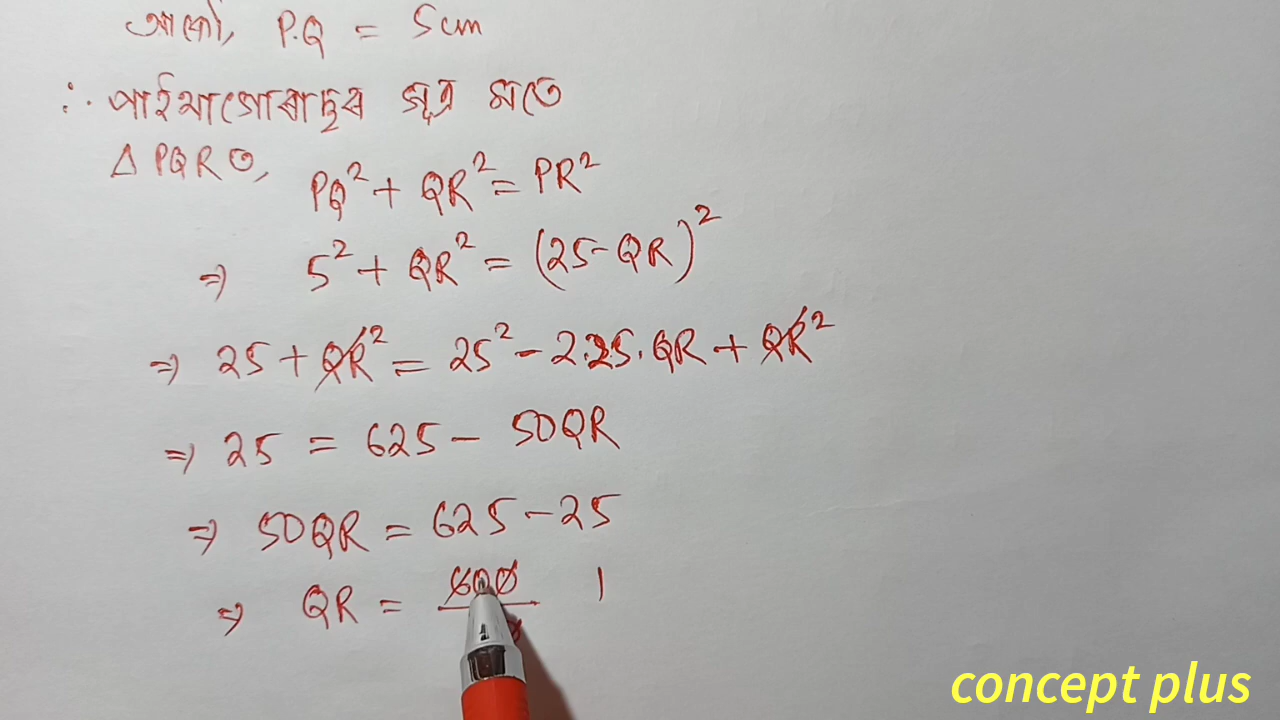 আকৌ, P.Q = 5cm
∴ পাইথাগোৰাছৰ সূত্ৰ মতে
Δ PQR ত, PQ² + QR² = PR²
⇒ 5² + QR² = (25-QR)²
⇒ 25 + QR² = 25² - 2.25.QR + QR²
⇒ 25 = 625 - 50QR
⇒ 50QR = 625 - 25
⇒ QR = 600 1
concept plus